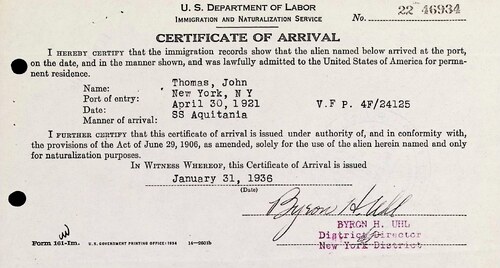 U. S. DEPARTMENT OF LABOR
IMMIGRATION AND NATURALIZATION SERVICE
No. 22 46934
CERTIFICATE OF ARRIVAL
I HEREBY CERTIFY that the immigration records show that the alien named below arrived at the port,
on the date, and in the manner shown, and was lawfully admitted to the United States of America for perma-
nent residence.
Name: Thomas, John
Port of entry: New York, N Y
Date: April 30, 1921 V.F P. 4F/24125
Manner of arrival: SS Aquitania
I FURTHER CERTIFY that this certificate of arrival is issued under authority of, and in conformity with,
the provisions of the Act of June 29, 1906, as amended, solely for the use of the alien herein named and
only for naturalization purposes.
IN WITNESS WHEREOF, this Certificate of Arrival is issued
January 31, 1936
(Date)
Byron H. Uhl
BYRON H. UHL
District Director
New York District
Form 161-Im. U. S. GOVERNMENT PRINTING OFFICE: 1934